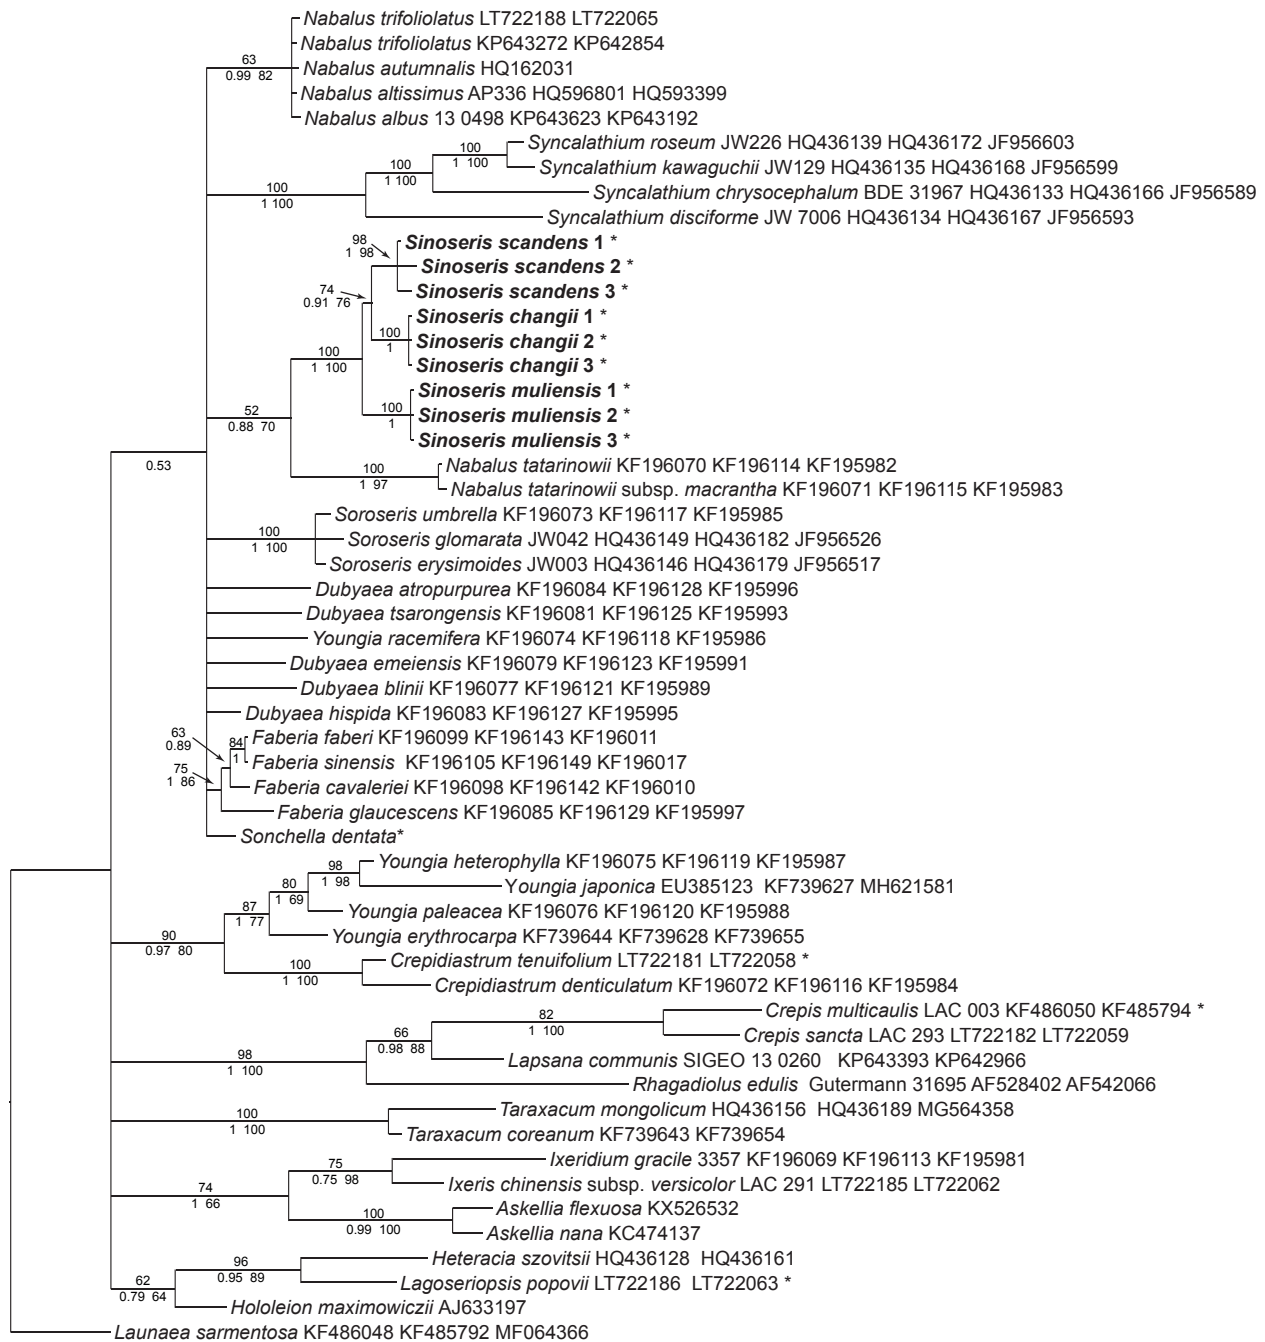 Nabalus trifoliolatus LT722188 LT722065
Nabalus trifoliolatus KP643272 KP642854
63
0.99 82
Nabalus autumnalis HQ162031
Nabalus altissimus AP336 HQ596801 HQ593399
Nabalus albus 13 0498 KP643623 KP643192
Syncalathium roseum JW226 HQ436139 HQ436172 JF956603
100
1 100
Syncalathium kawaguchii JW129 HQ436135 HQ436168 JF956599
100
1 100
Syncalathium chrysocephalum BDE 31967 HQ436133 HQ436166 JF956589
100
1 100
Syncalathium disciforme JW 7006 HQ436134 HQ436167 JF956593
98
1 98
Sinoseris scandens 1 *
Sinoseris scandens 2 *
74
0.91 76
Sinoseris scandens 3 *
Sinoseris changii 1 *
100
1
Sinoseris changii 2 *
100
1 100
Sinoseris changii 3 *
Sinoseris muliensis 1 *
52
0.88 70
100
1
Sinoseris muliensis 2 *
Sinoseris muliensis 3 *
0.53
Nabalus tatarinowii KF196070 KF196114 KF195982
100
1 97
Nabalus tatarinowii subsp. macrantha KF196071 KF196115 KF195983
Soroseris umbrella KF196073 KF196117 KF195985
100
1 100
Soroseris glomarata JW042 HQ436149 HQ436182 JF956526
Soroseris erysimoides JW003 HQ436146 HQ436179 JF956517
Dubyaea atropurpurea KF196084 KF196128 KF195996
Dubyaea tsarongensis KF196081 KF196125 KF195993
Youngia racemifera KF196074 KF196118 KF195986
Dubyaea emeiensis KF196079 KF196123 KF195991
Dubyaea blinii KF196077 KF196121 KF195989
Dubyaea hispida KF196083 KF196127 KF195995
63
0.89
84
1
Faberia faberi KF196099 KF196143 KF196011
Faberia sinensis KF196105 KF196149 KF196017
75
1 86
Faberia cavaleriei KF196098 KF196142 KF196010
Faberia glaucescens KF196085 KF196129 KF195997
Sonchella dentata*
Youngia heterophylla KF196075 KF196119 KF195987
98
1 98
Youngia japonica EU385123 KF739627 MH621581
80
1 69
Youngia paleacea KF196076 KF196120 KF195988
87
1 77
Youngia erythrocarpa KF739644 KF739628 KF739655
90
0.97 80
Crepidiastrum tenuifolium LT722181 LT722058 *
100
1 100
Crepidiastrum denticulatum KF196072 KF196116 KF195984
Crepis multicaulis LAC 003 KF486050 KF485794 *
82
1 100
Crepis sancta LAC 293 LT722182 LT722059
66
0.98 88
Lapsana communis SIGEO 13 0260 KP643393 KP642966
98
1 100
Rhagadiolus edulis Gutermann 31695 AF528402 AF542066
Taraxacum mongolicum HQ436156 HQ436189 MG564358
100
1 100
Taraxacum coreanum KF739643 KF739654
Ixeridium gracile 3357 KF196069 KF196113 KF195981
75
0.75 98
Ixeris chinensis subsp. versicolor LAC 291 LT722185 LT722062
74
1 66
Askellia flexuosa KX526532
100
0.99 100
Askellia nana KC474137
Heteracia szovitsii HQ436128 HQ436161
96
0.95 89
Lagoseriopsis popovii LT722186 LT722063 *
62
0.79 64
Hololeion maximowiczii AJ633197
Launaea sarmentosa KF486048 KF485792 MF064366